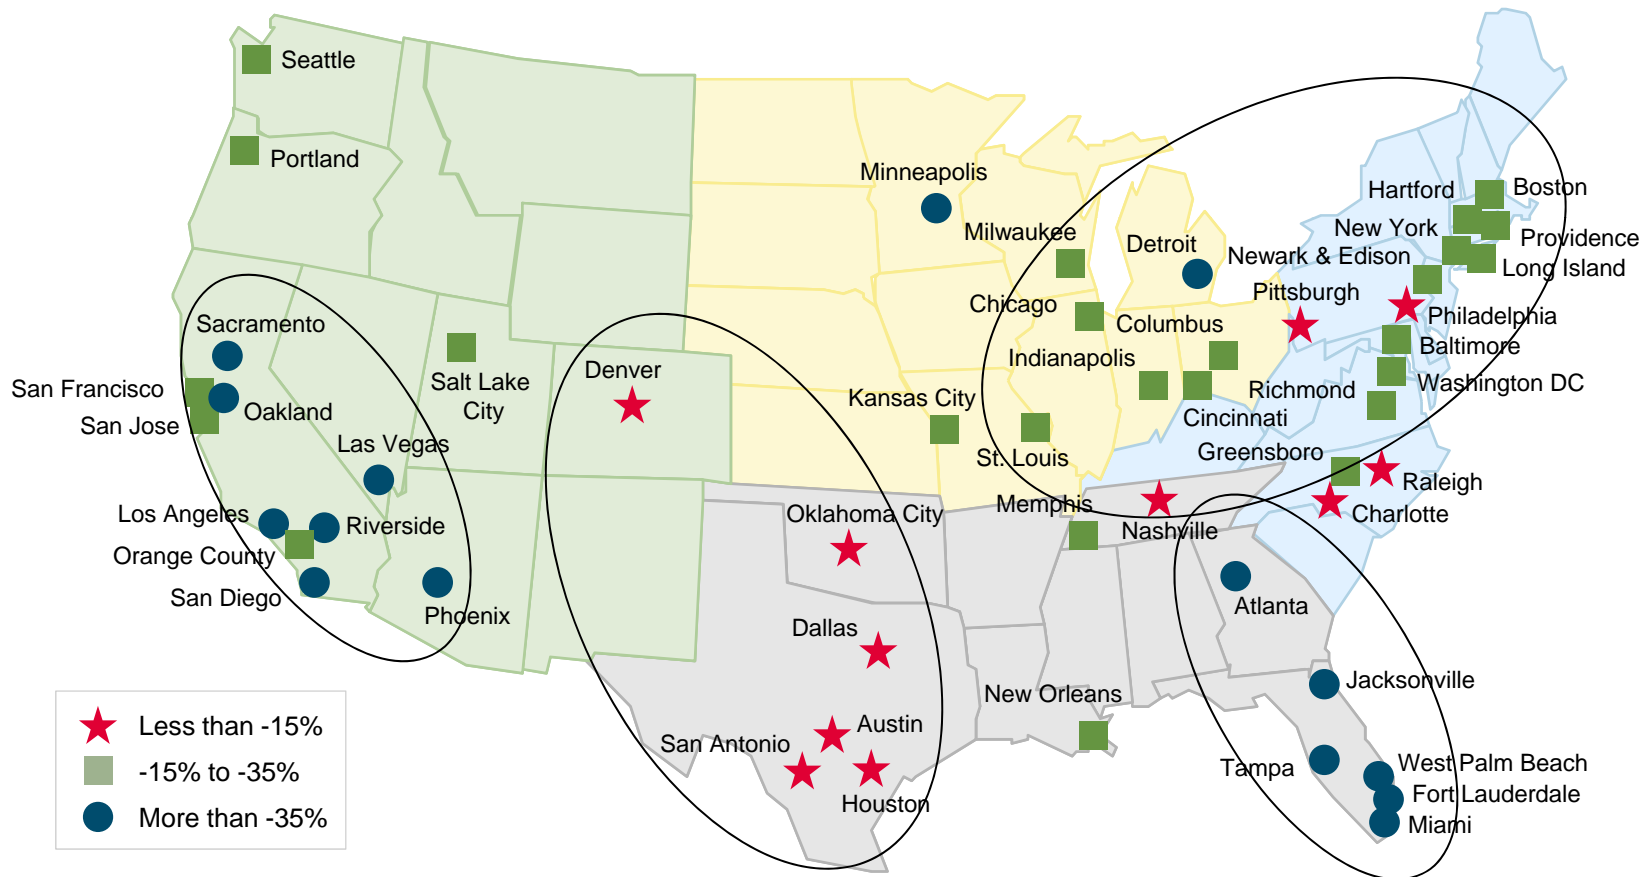 Seattle
Portland
Minneapolis
Milwaukee
Detroit
Hartford
Boston
New York
Providence
Newark & Edison
Long Island
Pittsburgh
Philadelphia
Chicago
Columbus
Baltimore
Indianapolis
Washington DC
Richmond
Cincinnati
Sacramento
San Francisco
Oakland
San Jose
Salt Lake
City
Denver
Kansas City
St. Louis
Greensboro
Raleigh
Charlotte
Las Vegas
Los Angeles
Riverside
Orange County
San Diego
Phoenix
Oklahoma City
Memphis
Nashville
Dallas
Atlanta
New Orleans
Jacksonville
San Antonio
Austin
Houston
Tampa
West Palm Beach
Fort Lauderdale
Miami
Less than -15%
-15% to -35%
More than -35%